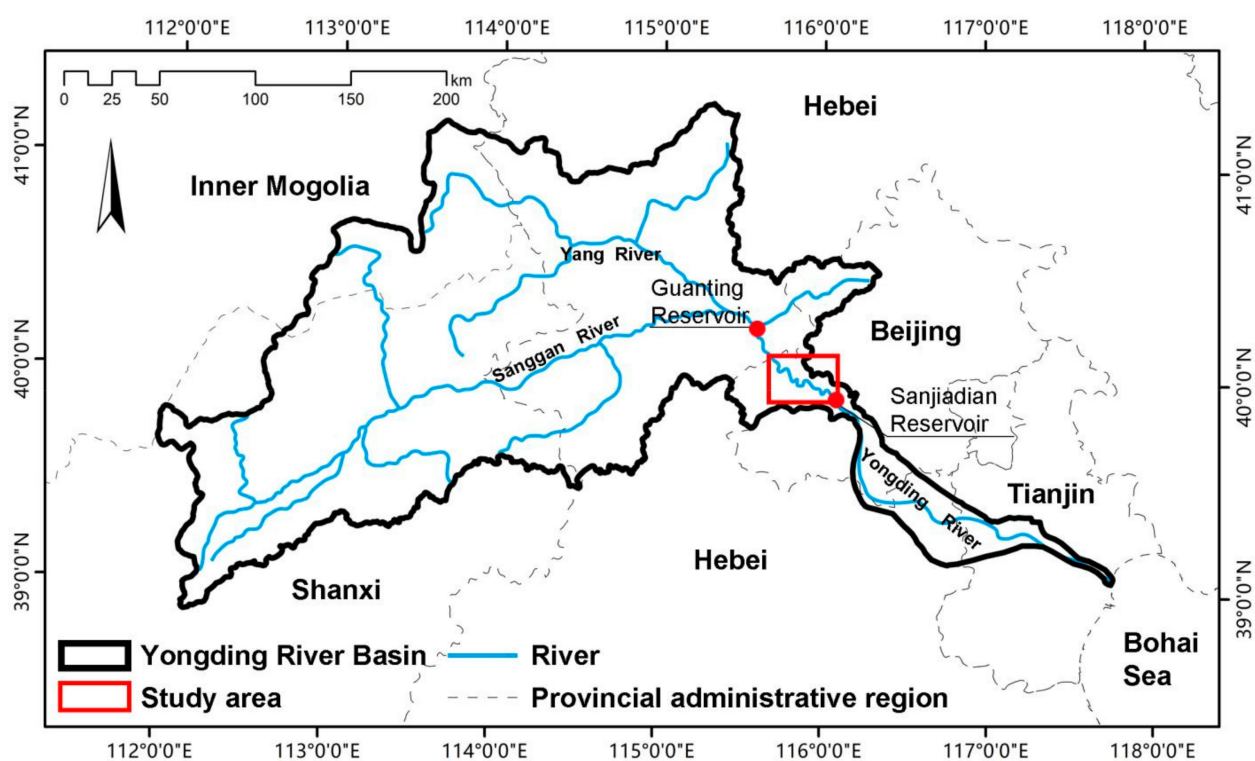 112°0'0"E 113°0'0"E 114°0'0"E 115°0'0"E 116°0'0"E 117°0'0"E 118°0'0"E
km
0 25 50 100 150 200
Hebei
41°0'0"N
41°0'0"N
Inner Mogolia
Yang River
Guanting
Reservoir
Beijing
Sanggan River
40°0'0"N
40°0'0"N
Sanjiadian
Reservoir
Yongding River
Tianjin
Hebei
39°0'0"N
39°0'0"N
Shanxi
Bohai
Sea
Yongding River Basin
River
Study area
Provincial administrative region
112°0'0"E 113°0'0"E 114°0'0"E 115°0'0"E 116°0'0"E 117°0'0"E 118°0'0"E